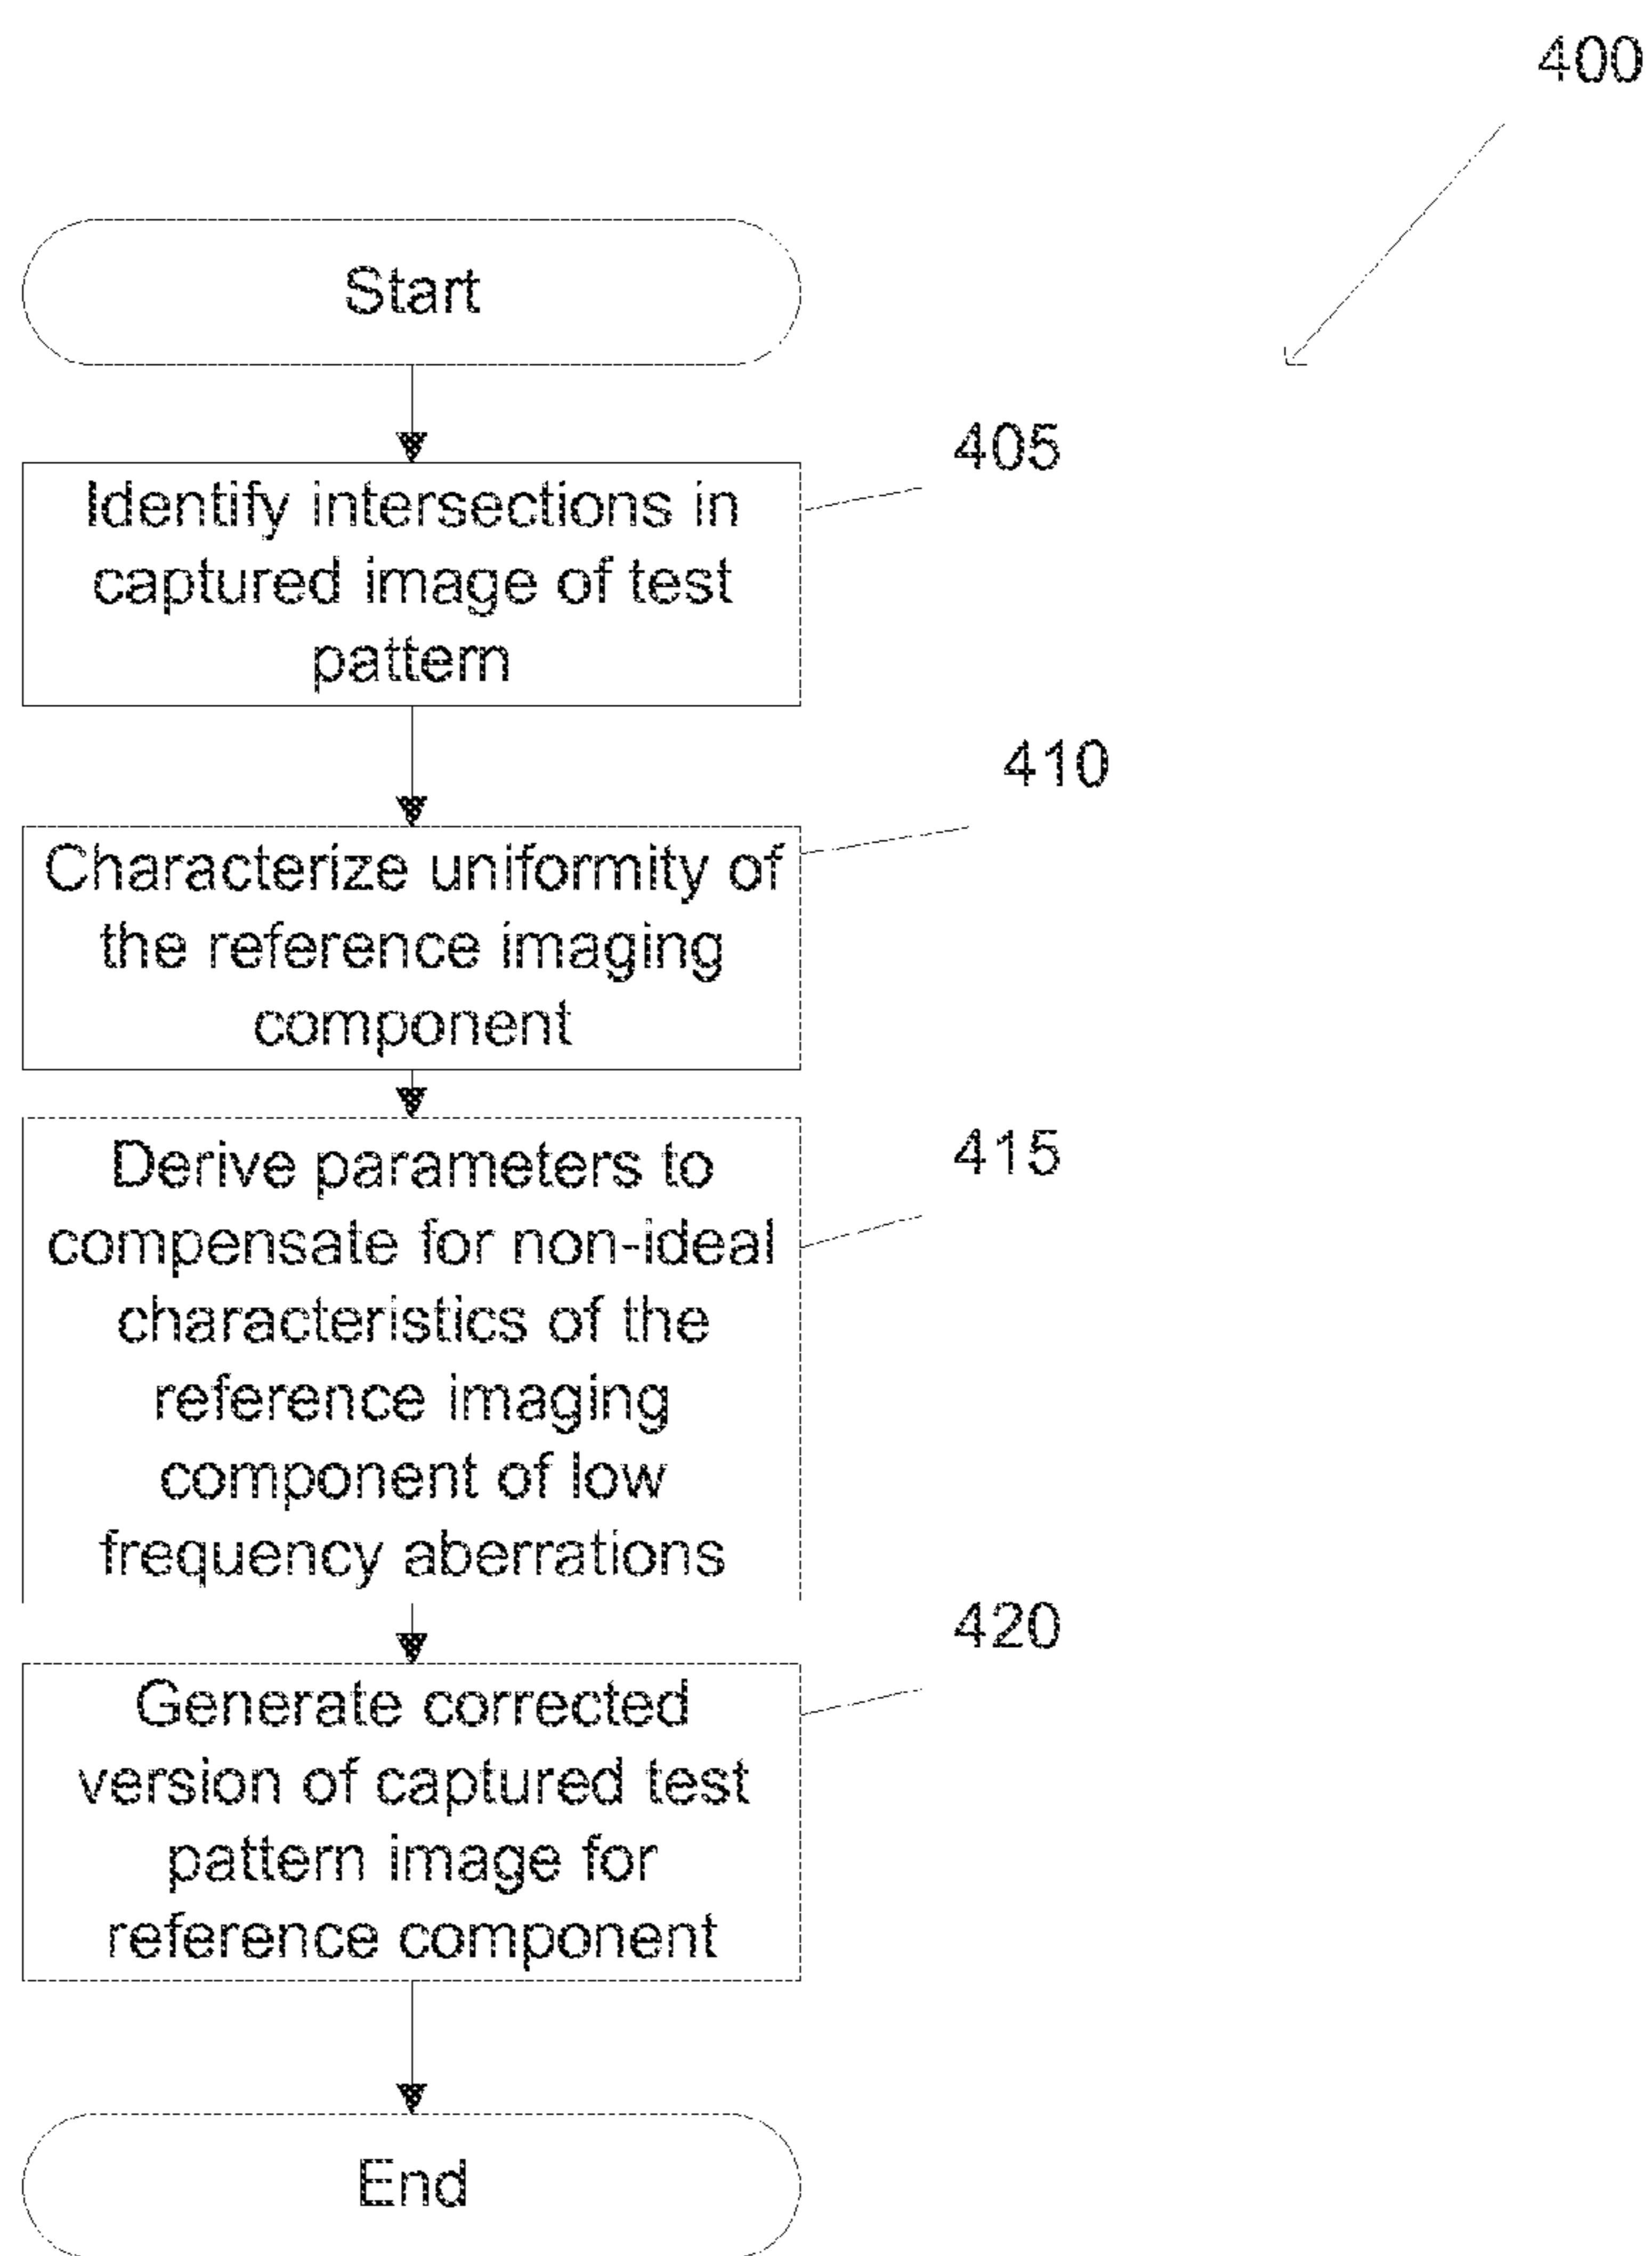 400
Start
405
Identify intersections in
captured image of test
pattern
410
Characterize uniformity of
the reference imaging
component
415
Derive parameters to
compensate for non-ideal
characteristics of the
reference imaging
component of low
frequency aberrations
420
Generate corrected
version of captured test
pattern image for
reference component
End